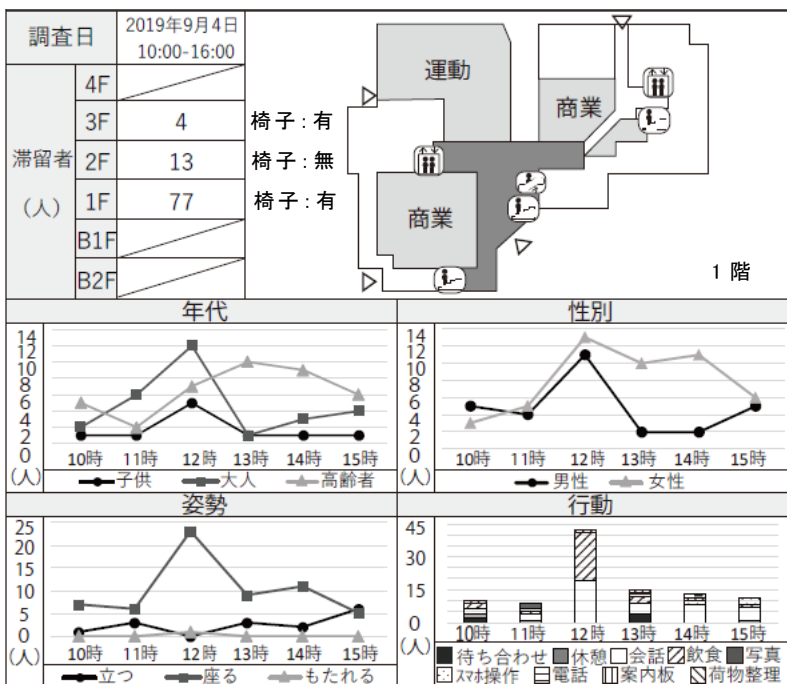 調査日
2019年9月4日
10:00-16:00
滞留者
(人)
4F
3F 4 椅子:有
2F 13 椅子:無
1F 77 椅子:有
B1F
B2F
運動
商業
商業
1階
年代
14
12
10
8
6
4
2
0
(人)
10時 11時 12時 13時 14時 15時
子供 大人 高齢者
性別
14
12
10
8
6
4
2
0
(人)
10時 11時 12時 13時 14時 15時
男性 女性
姿勢
25
20
15
10
5
0
(人)
10時 11時 12時 13時 14時 15時
立つ 座る もたれる
行動
45
30
15
0
(人)
10時 11時 12時 13時 14時 15時
待ち合わせ 休憩 会話 飲食 写真
スマホ操作 電話 案内板 荷物整理